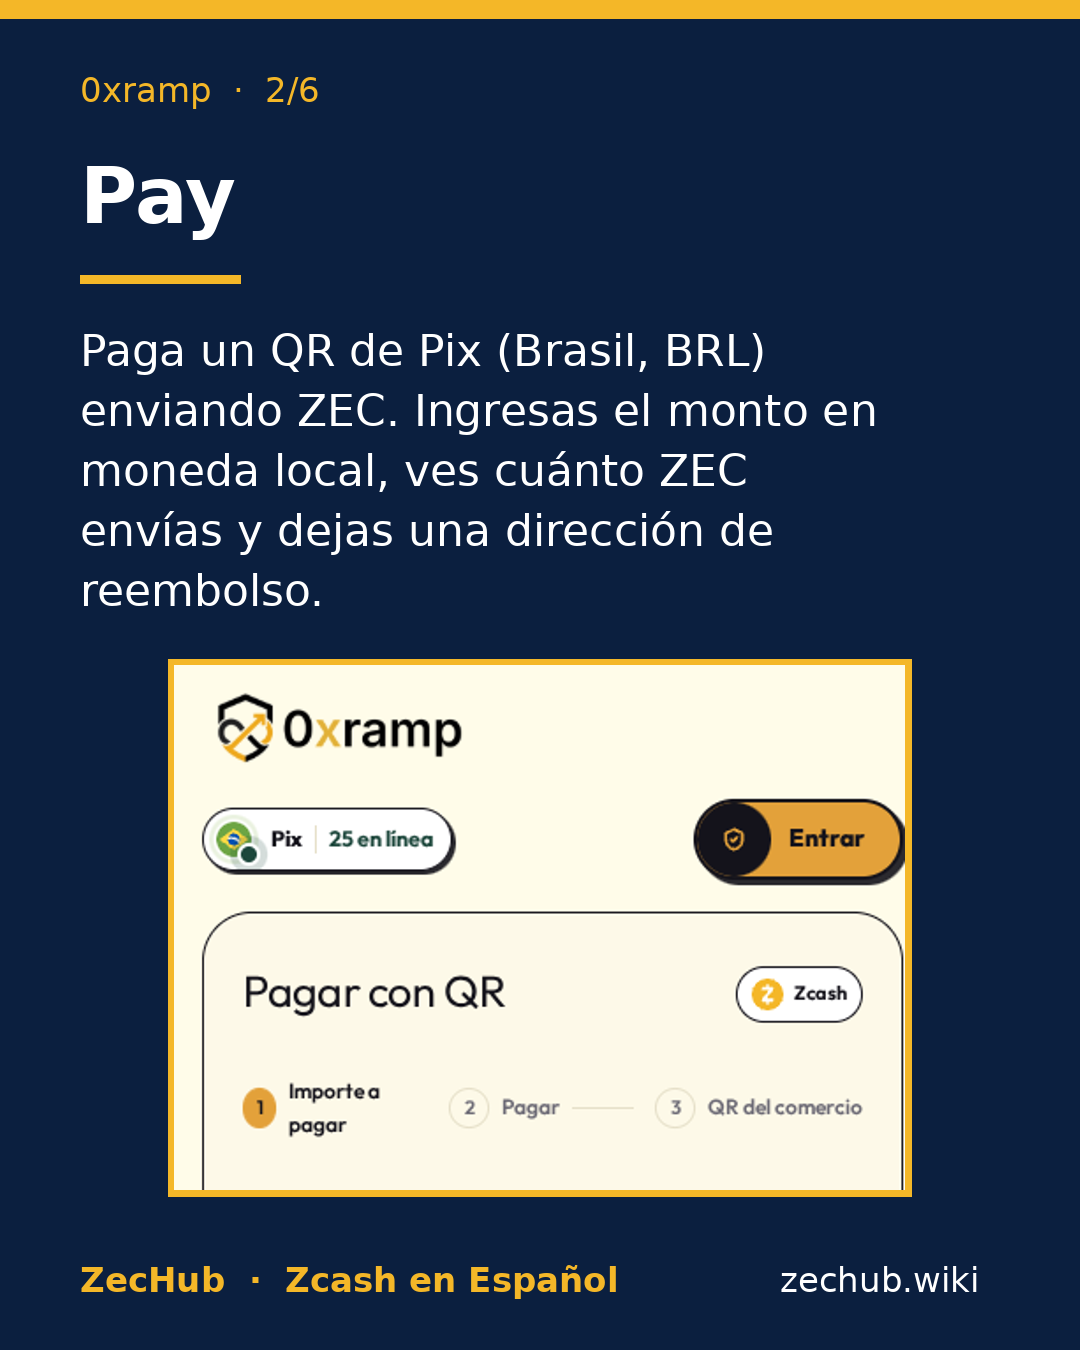 0xramp · 2/6
Pay
Paga un QR de Pix (Brasil, BRL)
enviando ZEC. Ingresas el monto en
moneda local, ves cuánto ZEC
envías y dejas una dirección de
reembolso.
0xramp
Pix 25 en línea
Entrar
Pagar con QR
Zcash
1 Importe a
pagar
2 Pagar
3 QR del comercio
ZecHub · Zcash en Español
zechub.wiki